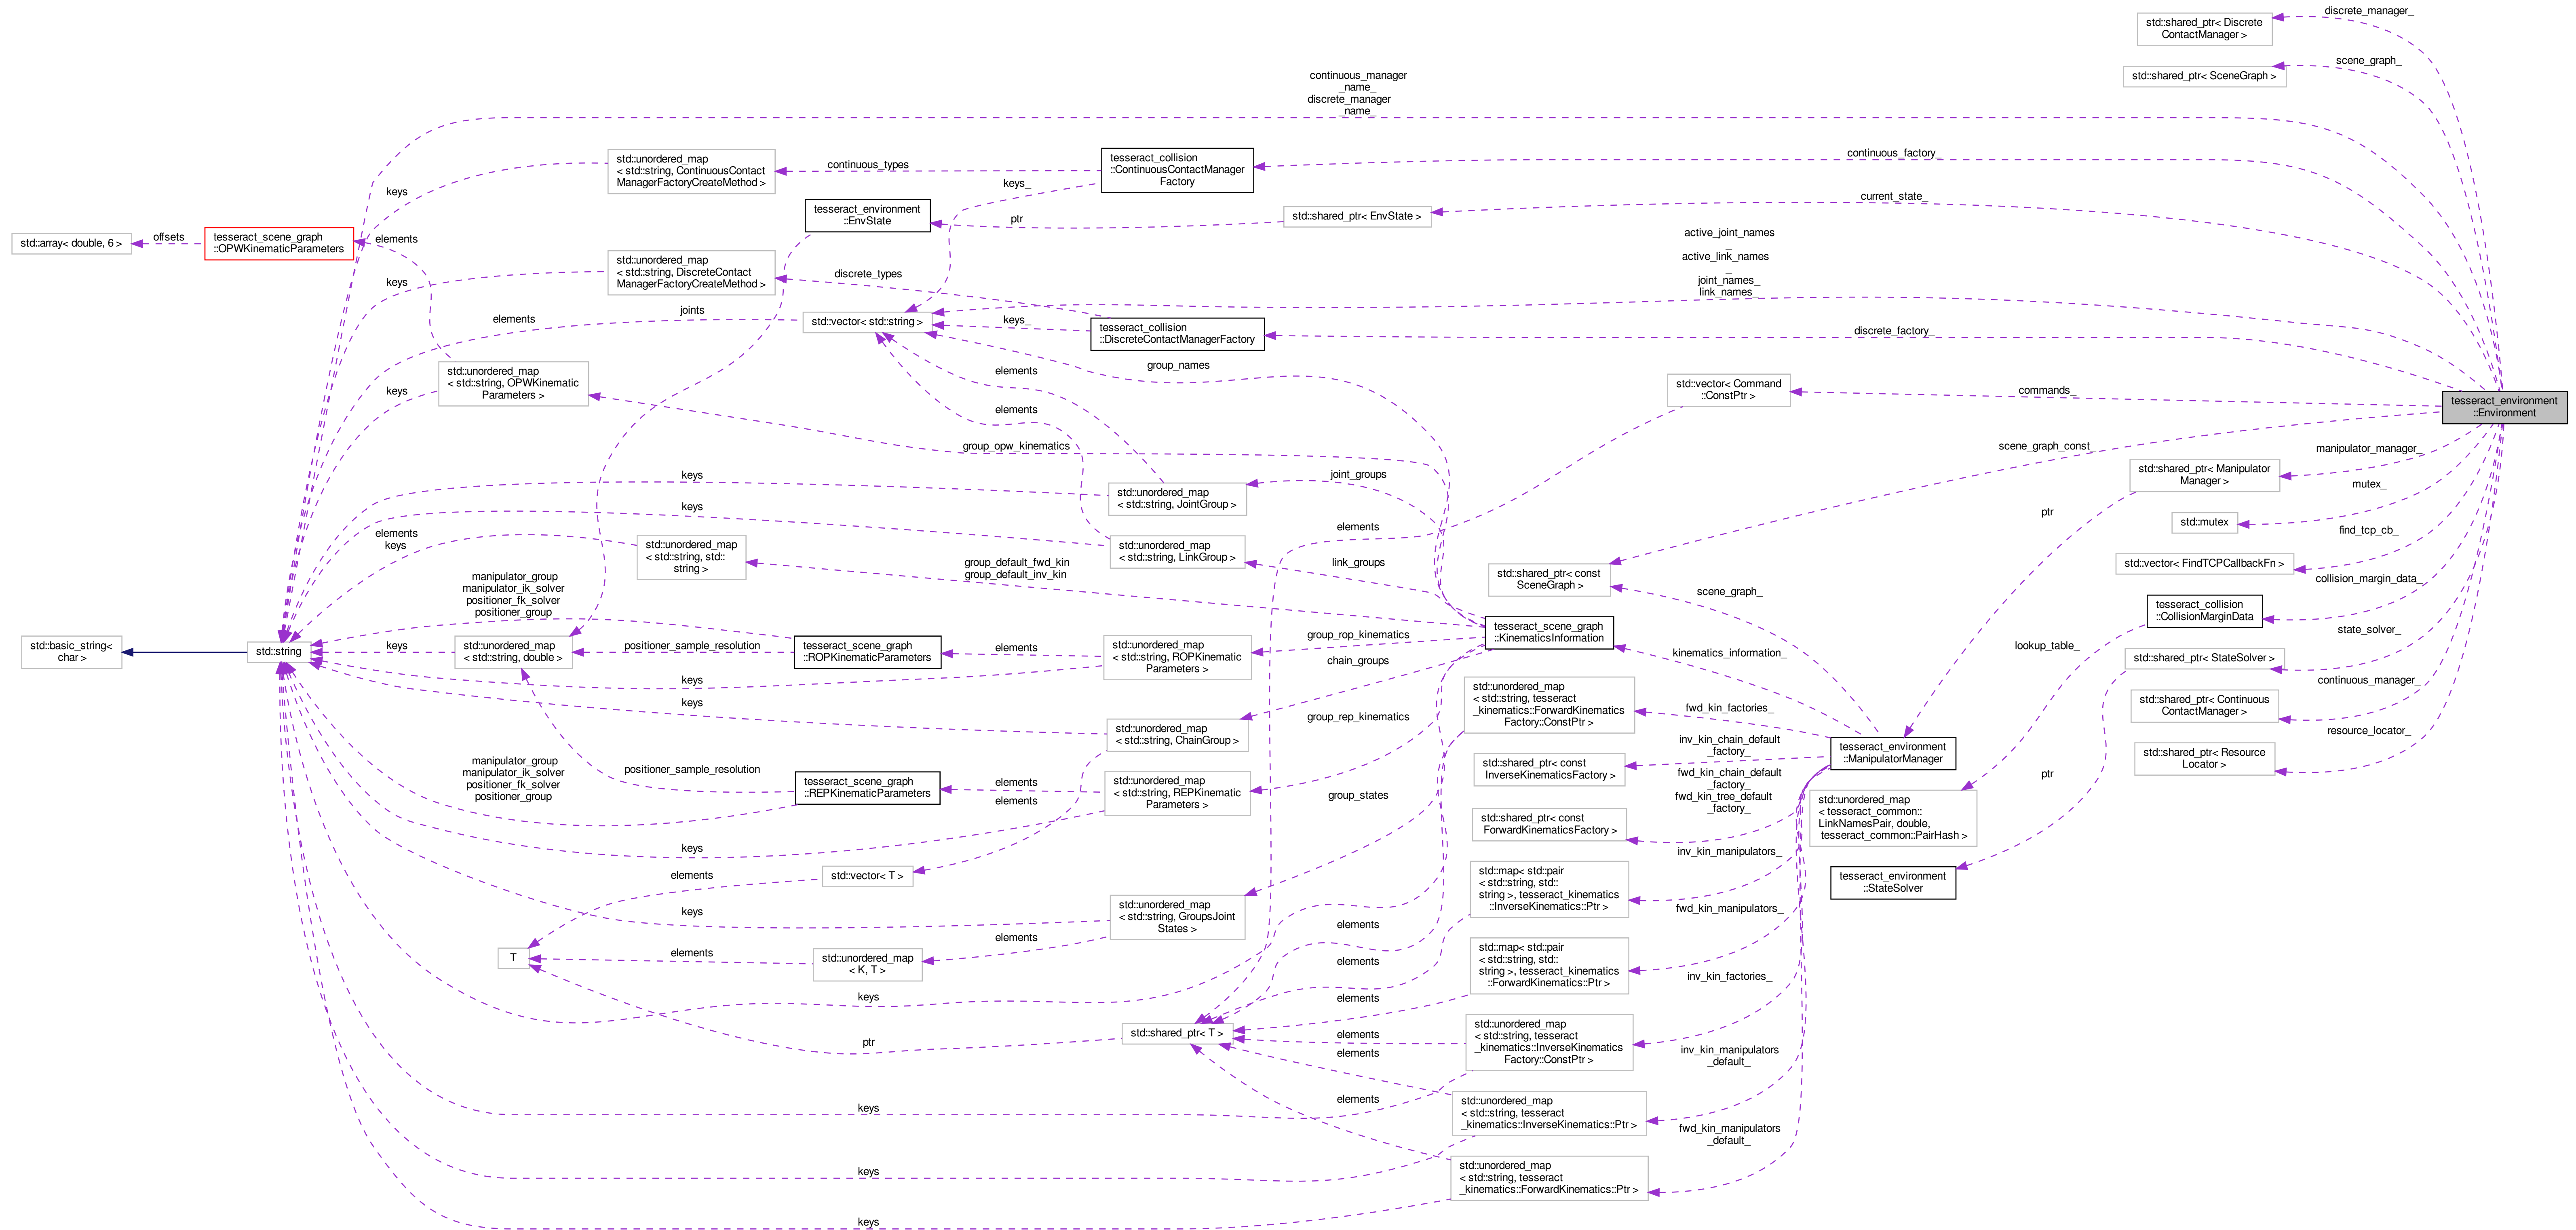 discrete_manager_
std::shared_ptr< Discrete
ContactManager >
scene_graph_
std::shared_ptr< SceneGraph >
continuous_manager
_name_
discrete_manager
_name_
std::unordered_map
< std::string, ContinuousContact
ManagerFactoryCreateMethod >
continuous_types
tesseract_collision
::ContinuousContactManager
Factory
continuous_factory_
keys
keys_
current_state_
tesseract_environment
::EnvState
ptr
std::shared_ptr< EnvState >
std::array< double, 6 >
offsets
tesseract_scene_graph
::OPWKinematicParameters
elements
active_joint_names
_
active_link_names
_
joint_names_
link_names_
std::unordered_map
< std::string, DiscreteContact
ManagerFactoryCreateMethod >
discrete_types
keys
joints
elements
std::vector< std::string >
keys_
tesseract_collision
::DiscreteContactManagerFactory
discrete_factory_
std::unordered_map
< std::string, OPWKinematic
Parameters >
keys
elements
group_names
std::vector< Command
::ConstPtr >
commands_
tesseract_environment
::Environment
elements
group_opw_kinematics
scene_graph_const_
manipulator_manager_
std::shared_ptr< Manipulator
Manager >
keys
std::unordered_map
< std::string, JointGroup >
joint_groups
mutex_
std::mutex
ptr
keys
elements
find_tcp_cb_
elements
keys
std::unordered_map
< std::string, std::
string >
std::unordered_map
< std::string, LinkGroup >
link_groups
group_default_fwd_kin
group_default_inv_kin
std::vector< FindTCPCallbackFn >
std::shared_ptr< const
SceneGraph >
scene_graph_
collision_margin_data_
manipulator_group
manipulator_ik_solver
positioner_fk_solver
positioner_group
tesseract_collision
::CollisionMarginData
tesseract_scene_graph
::KinematicsInformation
state_solver_
std::basic_string<
char >
std::string
keys
std::unordered_map
< std::string, double >
positioner_sample_resolution
tesseract_scene_graph
::ROPKinematicParameters
elements
std::unordered_map
< std::string, ROPKinematic
Parameters >
group_rop_kinematics
kinematics_information_
lookup_table_
std::shared_ptr< StateSolver >
chain_groups
keys
continuous_manager_
std::unordered_map
< std::string, tesseract
_kinematics::ForwardKinematics
Factory::ConstPtr >
fwd_kin_factories_
std::shared_ptr< Continuous
ContactManager >
keys
std::unordered_map
< std::string, ChainGroup >
group_rep_kinematics
resource_locator_
inv_kin_chain_default
_factory_
tesseract_environment
::ManipulatorManager
std::shared_ptr< Resource
Locator >
manipulator_group
manipulator_ik_solver
positioner_fk_solver
positioner_group
positioner_sample_resolution
tesseract_scene_graph
::REPKinematicParameters
elements
elements
std::unordered_map
< std::string, REPKinematic
Parameters >
std::shared_ptr< const
InverseKinematicsFactory >
fwd_kin_chain_default
_factory_
fwd_kin_tree_default
_factory_
ptr
group_states
std::unordered_map
< tesseract_common::
LinkNamesPair, double,
tesseract_common::PairHash >
std::shared_ptr< const
ForwardKinematicsFactory >
keys
inv_kin_manipulators_
elements
std::vector< T >
std::map< std::pair
< std::string, std::
string >, tesseract_kinematics
::InverseKinematics::Ptr >
tesseract_environment
::StateSolver
keys
std::unordered_map
< std::string, GroupsJoint
States >
fwd_kin_manipulators_
elements
elements
T
elements
std::unordered_map
< K, T >
elements
std::map< std::pair
< std::string, std::
string >, tesseract_kinematics
::ForwardKinematics::Ptr >
inv_kin_factories_
keys
elements
std::shared_ptr< T >
ptr
elements
elements
std::unordered_map
< std::string, tesseract
_kinematics::InverseKinematics
Factory::ConstPtr >
inv_kin_manipulators
_default_
keys
elements
std::unordered_map
< std::string, tesseract
_kinematics::InverseKinematics::Ptr >
fwd_kin_manipulators
_default_
keys
std::unordered_map
< std::string, tesseract
_kinematics::ForwardKinematics::Ptr >
keys